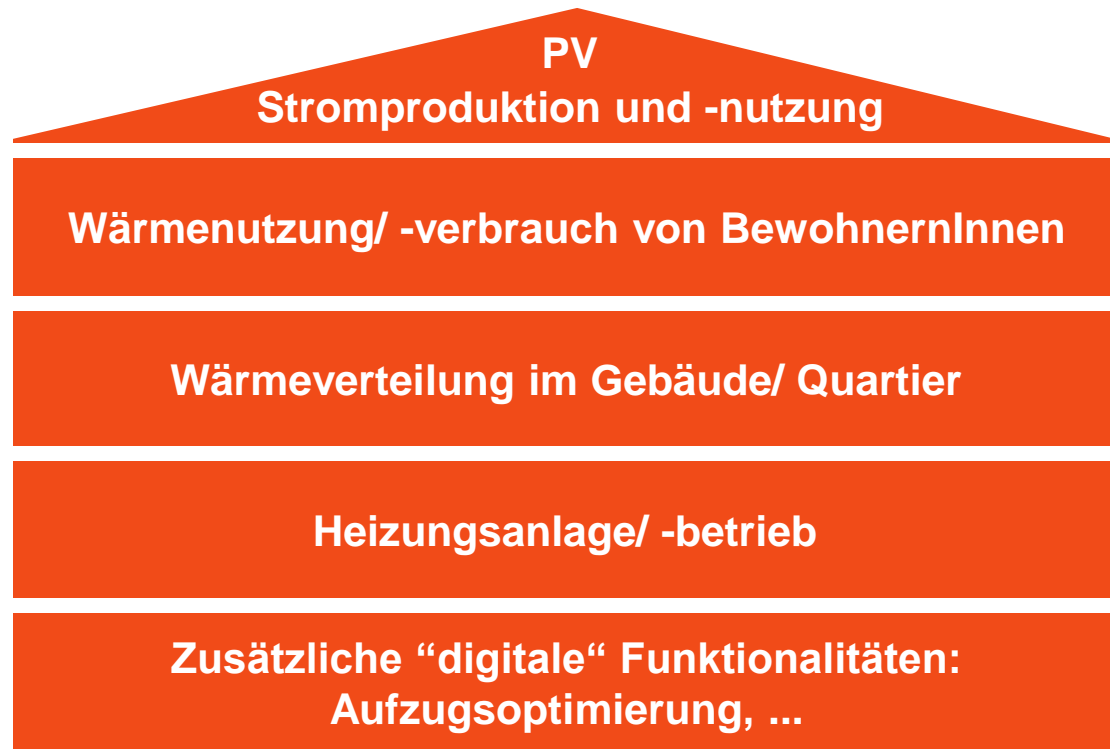 PV
Stromproduktion und -nutzung
Wärmenutzung/ -verbrauch von BewohnernInnen
Wärmeverteilung im Gebäude/ Quartier
Heizungsanlage/ -betrieb
Zusätzliche “digitale“ Funktionalitäten:
Aufzugsoptimierung, ...